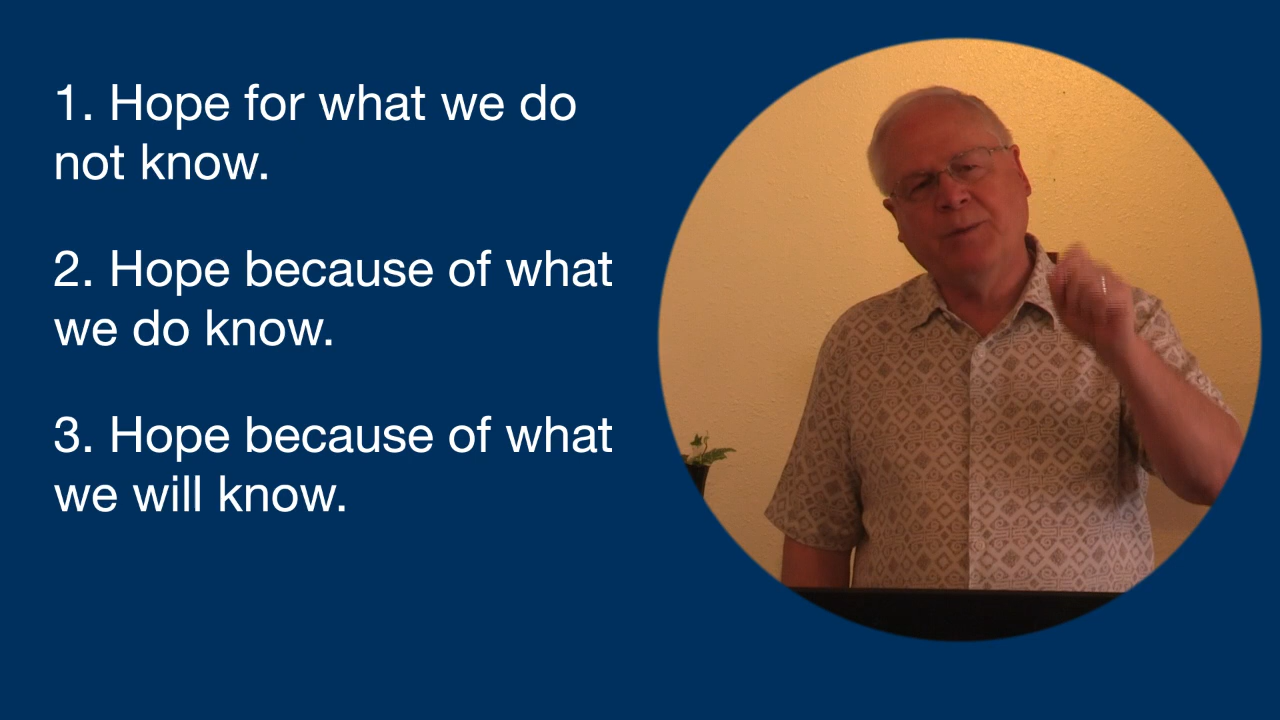 1. Hope for what we do
not know.
2. Hope because of what
we do know.
3. Hope because of what
we will know.